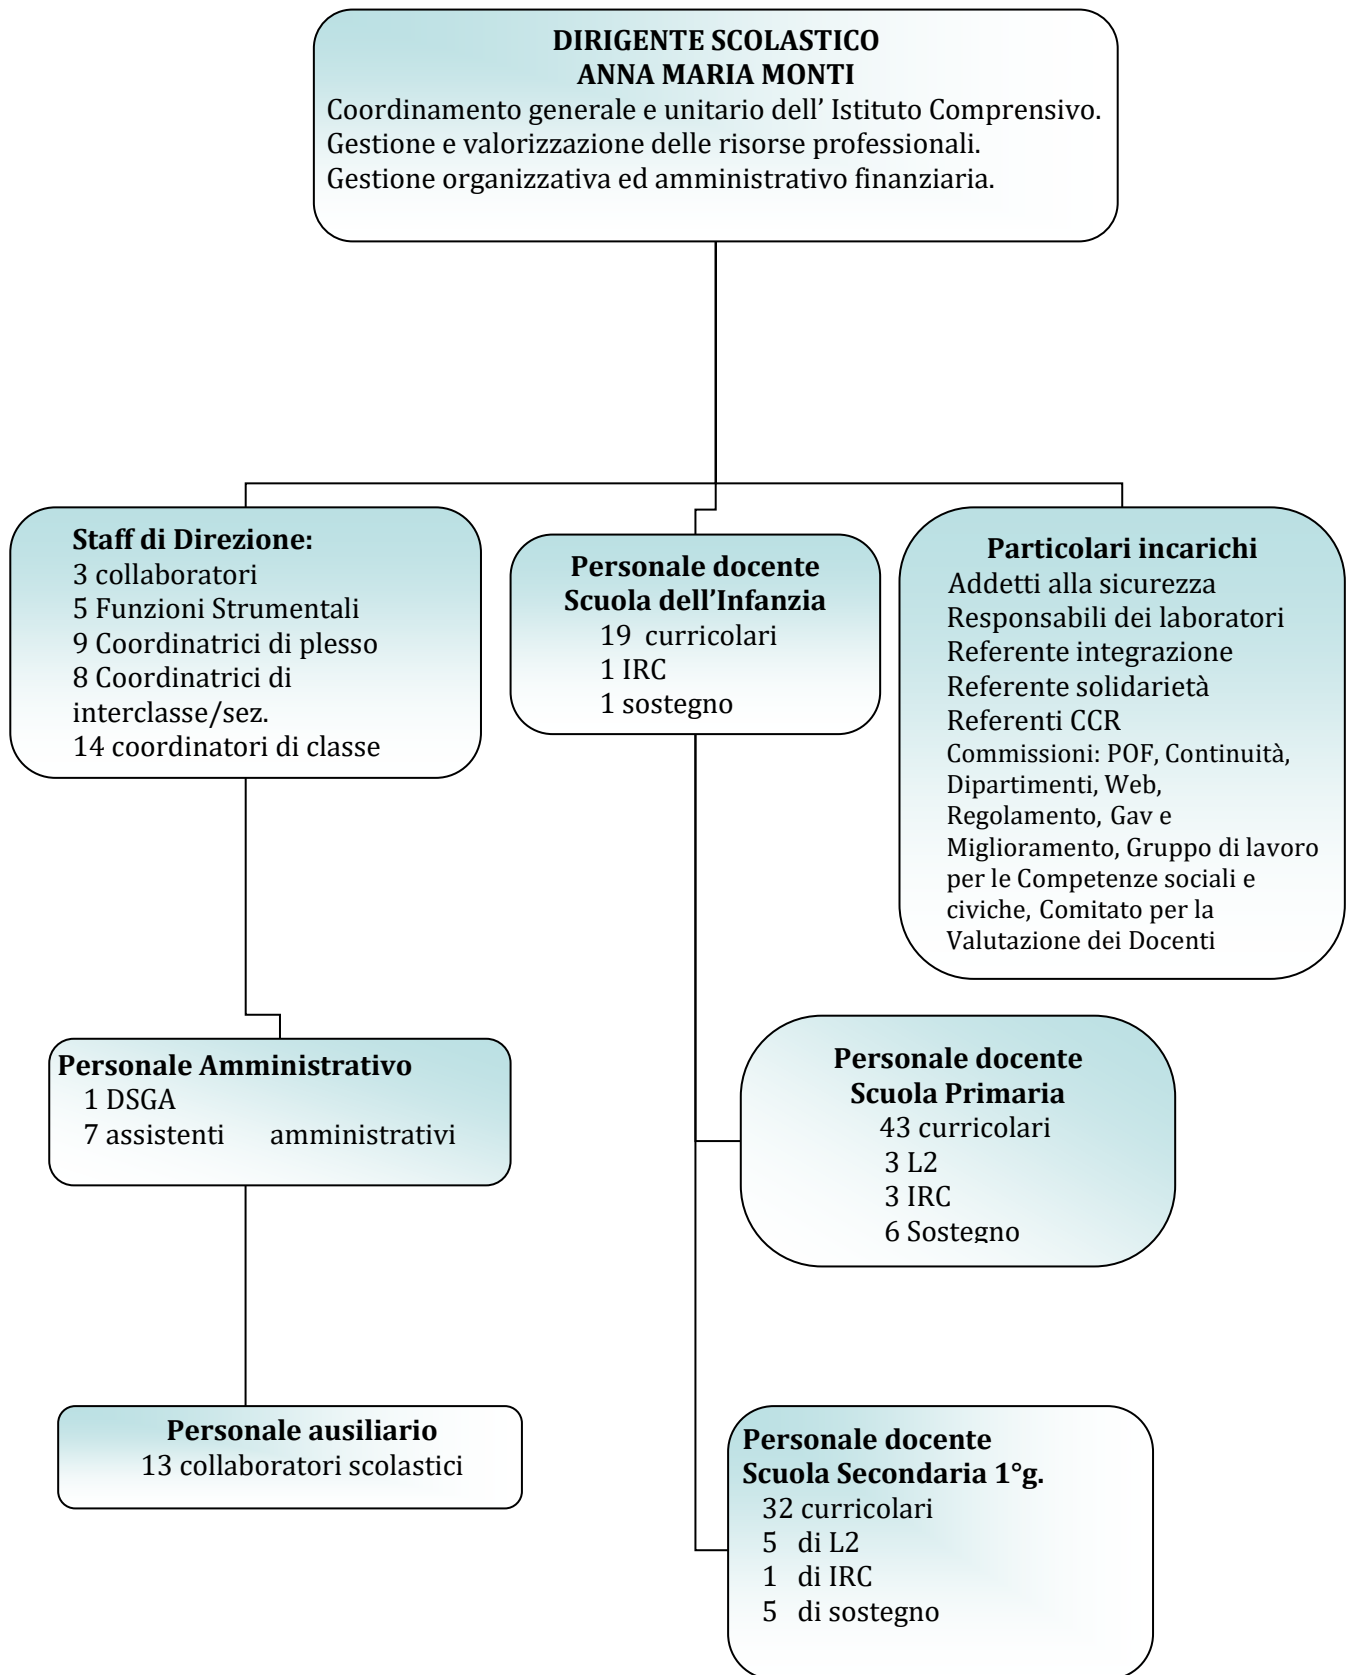 DIRIGENTE SCOLASTICO
ANNA MARIA MONTI
Coordinamento generale e unitario dell’ Istituto Comprensivo.
Gestione e valorizzazione delle risorse professionali.
Gestione organizzativa ed amministrativo finanziaria.
Staff di Direzione:
3 collaboratori
5 Funzioni Strumentali
9 Coordinatrici di plesso
8 Coordinatrici di
interclasse/sez.
14 coordinatori di classe
Personale docente
Scuola dell’Infanzia
19 curricolari
1 IRC
1 sostegno
Particolari incarichi
Addetti alla sicurezza
Responsabili dei laboratori
Referente integrazione
Referente solidarietà
Referenti CCR
Commissioni: POF, Continuità,
Dipartimenti, Web,
Regolamento, Gav e
Miglioramento, Gruppo di lavoro
per le Competenze sociali e
civiche, Comitato per la
Valutazione dei Docenti
Personale Amministrativo
1 DSGA
7 assistenti amministrativi
Personale docente
Scuola Primaria
43 curricolari
3 L2
3 IRC
6 Sostegno
Personale ausiliario
13 collaboratori scolastici
Personale docente
Scuola Secondaria 1°g.
32 curricolari
5 di L2
1 di IRC
5 di sostegno